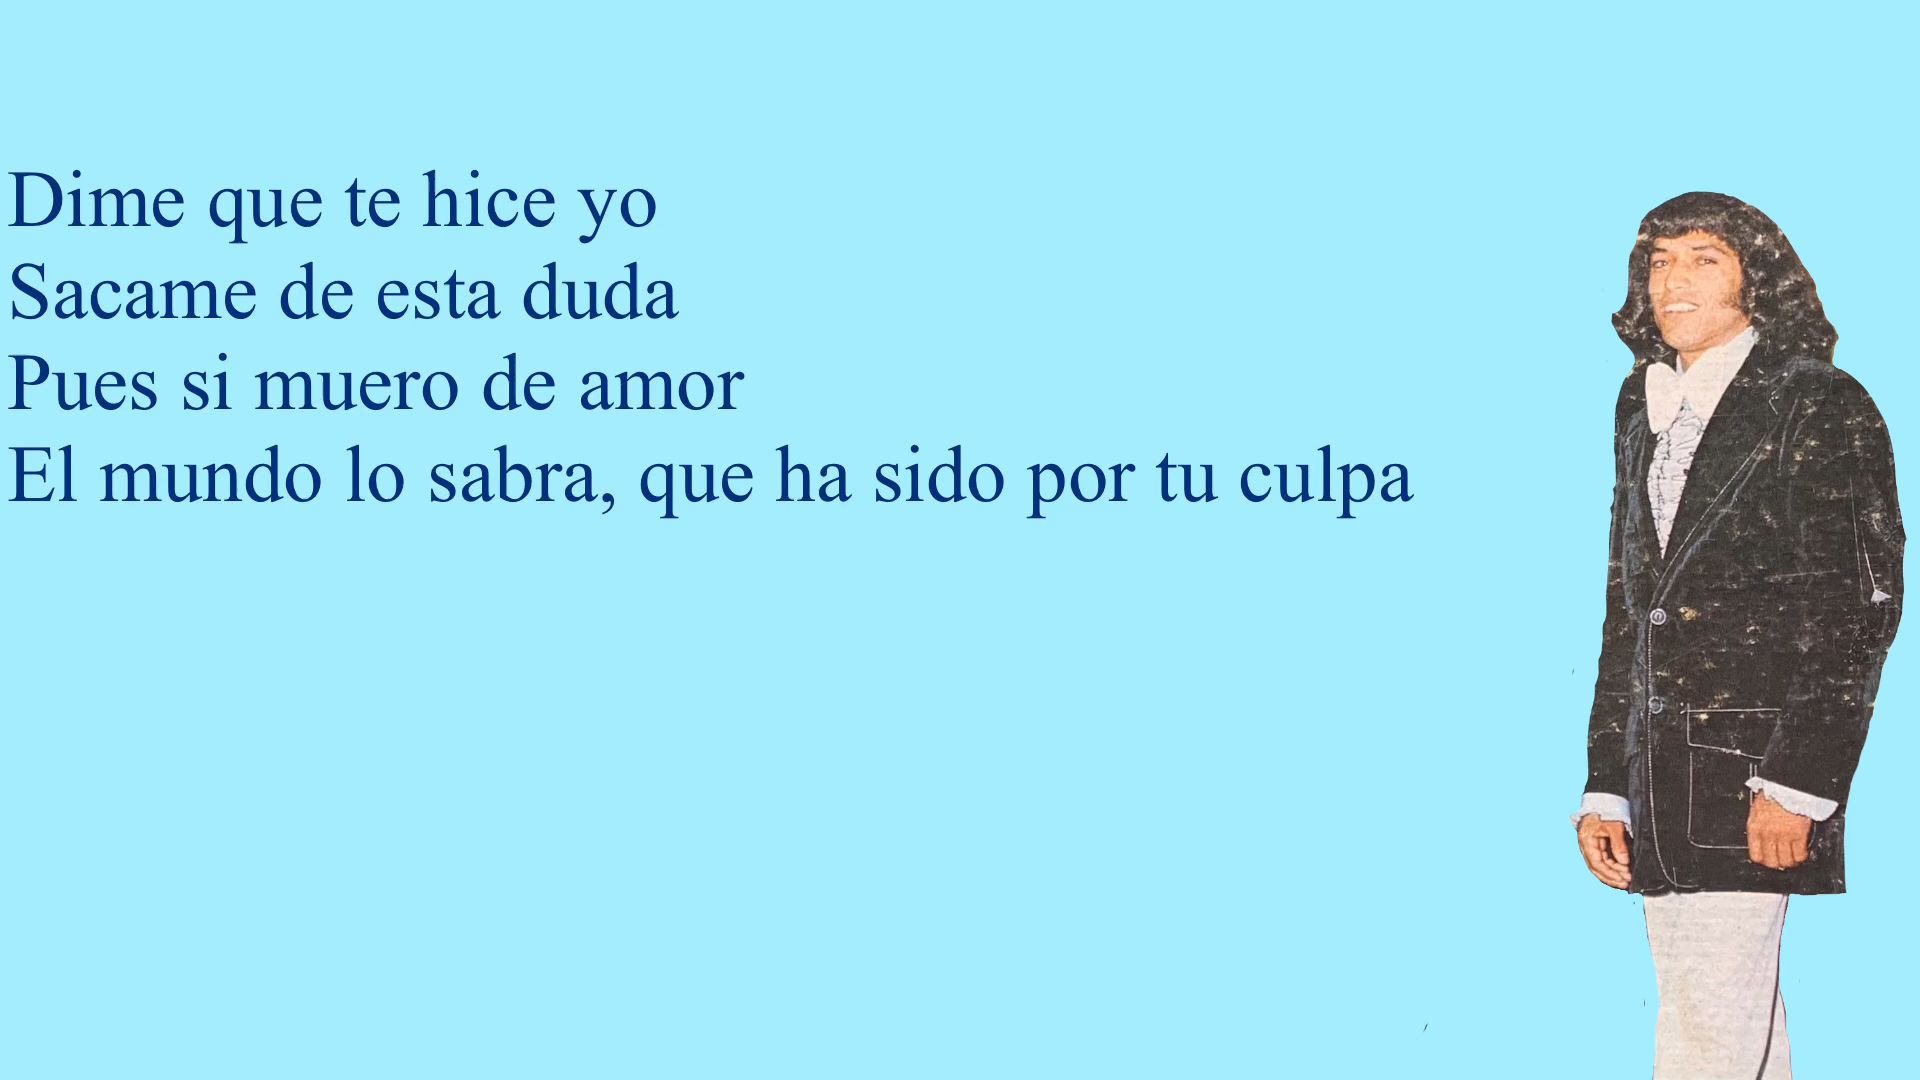 Dime que te hice yo
Sacame de esta duda
Pues si muero de amor
El mundo lo sabra, que ha sido por tu culpa